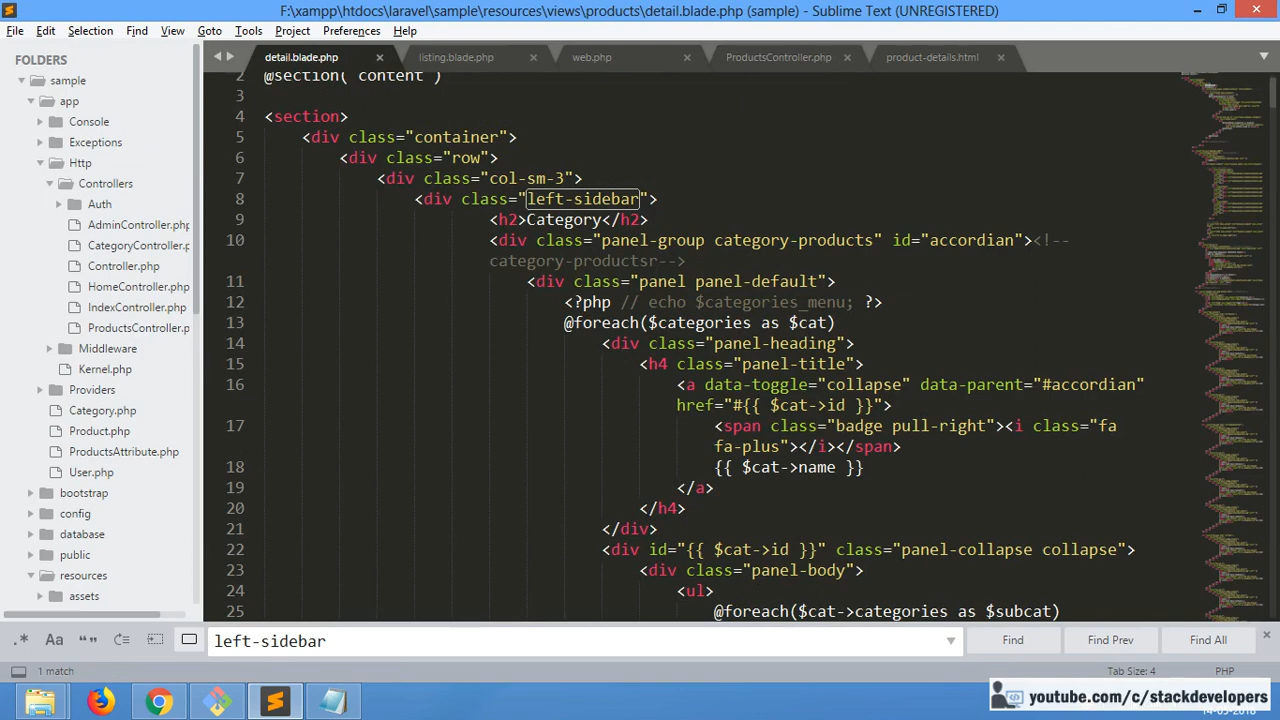 F:\xampp\htdocs\laravel\sample\resources\views\products\detail.blade.php (sample) - Sublime Text (UNREGISTERED)
File Edit Selection Find View Goto Tools Project Preferences Help
FOLDERS
sample
app
Console
Exceptions
Http
Controllers
Auth
AdminController.php
CategoryController.
Controller.php
HomeController.php
IndexController.php
ProductsController.p
Middleware
Kernel.php
Providers
Category.php
Product.php
ProductsAttribute.php
User.php
bootstrap
config
database
public
resources
assets
detail.blade.php × listing.blade.php × web.php × ProductsController.php × product-details.html ×
2 @section( content )
3
4 <section>
5 <div class="container">
6 <div class="row">
7 <div class="col-sm-3">
8 <div class="left-sidebar">
9 <h2>Category</h2>
10 <div class="panel-group category-products" id="accordian"><!--
category-productsr-->
11 <div class="panel panel-default">
12 <?php // echo $categories_menu; ?>
13 @foreach($categories as $cat)
14 <div class="panel-heading">
15 <h4 class="panel-title">
16 <a data-toggle="collapse" data-parent="#accordian"
href="#{{ $cat->id }}">
17 <span class="badge pull-right"><i class="fa
fa-plus"></i></span>
18 {{ $cat->name }}
19 </a>
20 </h4>
21 </div>
22 <div id="{{ $cat->id }}" class="panel-collapse collapse">
23 <div class="panel-body">
24 <ul>
25 @foreach($cat->categories as $subcat)
.* Aa “” left-sidebar Find Find Prev Find All ×
1 match Tab Size: 4 PHP
youtube.com/c/stackdevelopers